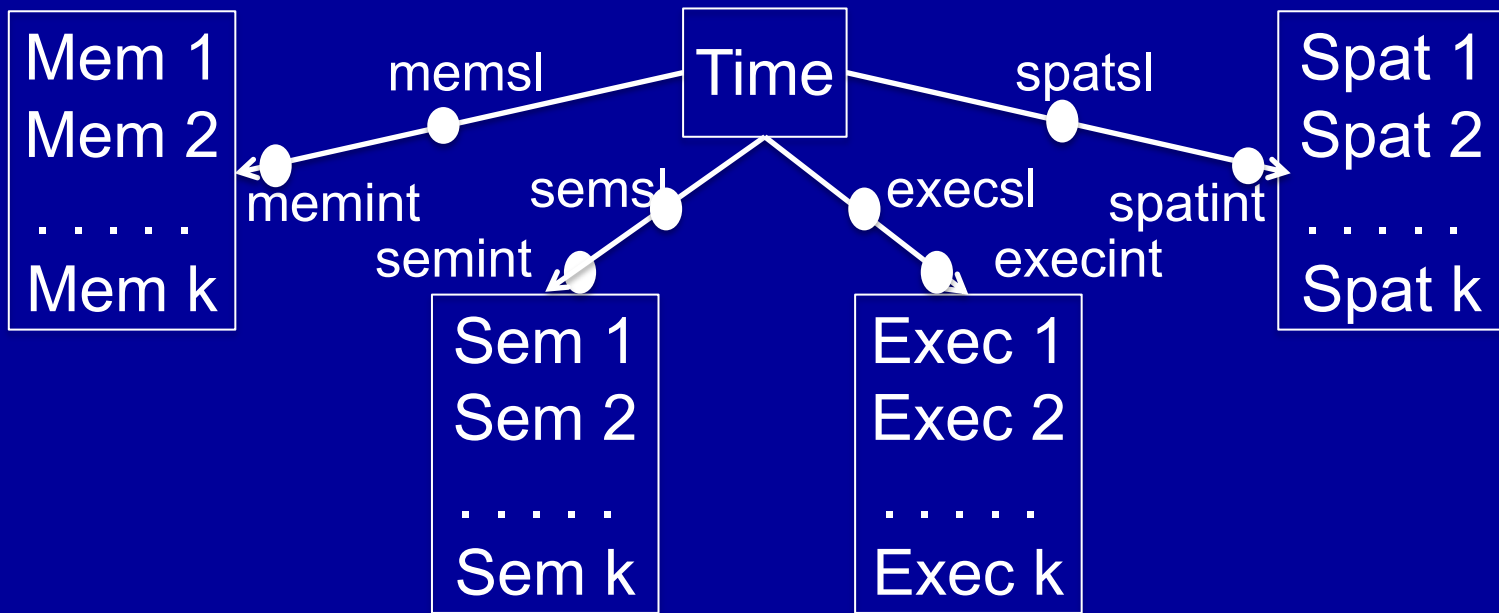 Mem 1
Mem 2
. . . . .
Mem k
memsl
memint
Time
semsl
semint
execsl
execint
spatsl
spatint
Spat 1
Spat 2
. . . . .
Spat k
Sem 1
Sem 2
. . . . .
Sem k
Exec 1
Exec 2
. . . . .
Exec k